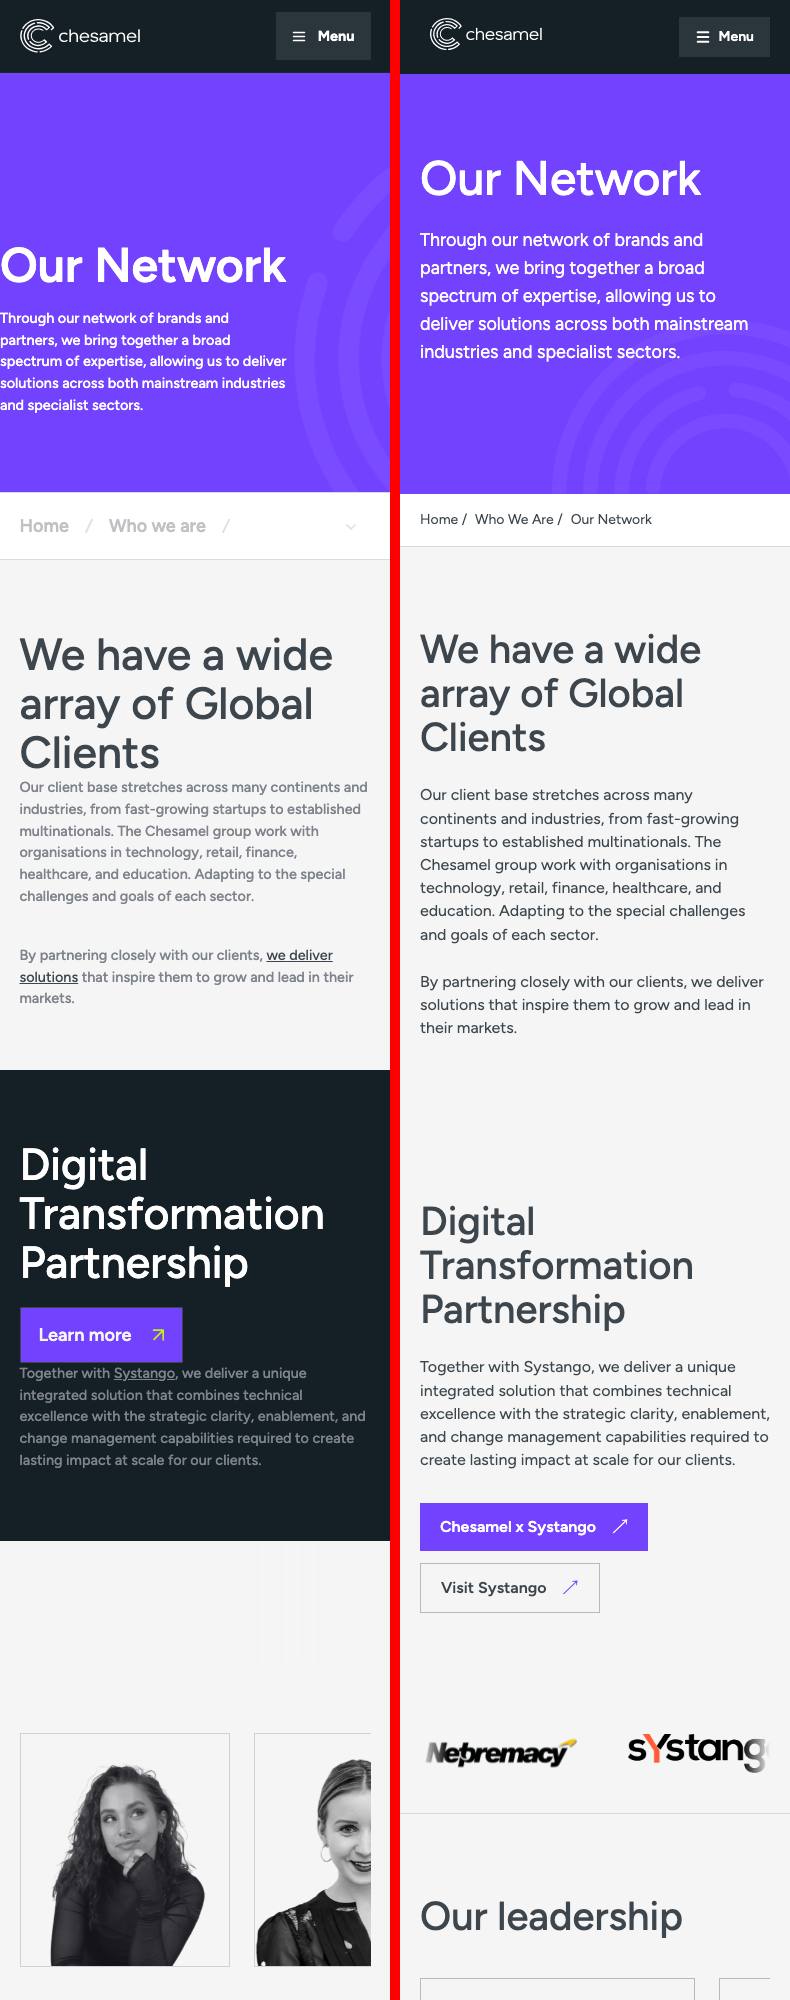 chesamel
Menu
Our Network
Through our network of brands and
partners, we bring together a broad
spectrum of expertise, allowing us to deliver
solutions across both mainstream industries
and specialist sectors.
Home / Who we are /
We have a wide
array of Global
Clients
Our client base stretches across many continents and
industries, from fast-growing startups to established
multinationals. The Chesamel group work with
organisations in technology, retail, finance,
healthcare, and education. Adapting to the special
challenges and goals of each sector.
By partnering closely with our clients, we deliver
solutions that inspire them to grow and lead in their
markets.
Digital
Transformation
Partnership
Learn more
Together with Systango, we deliver a unique
integrated solution that combines technical
excellence with the strategic clarity, enablement, and
change management capabilities required to create
lasting impact at scale for our clients.
chesamel
Menu
Our Network
Through our network of brands and
partners, we bring together a broad
spectrum of expertise, allowing us to
deliver solutions across both mainstream
industries and specialist sectors.
Home / Who We Are / Our Network
We have a wide
array of Global
Clients
Our client base stretches across many
continents and industries, from fast-growing
startups to established multinationals. The
Chesamel group work with organisations in
technology, retail, finance, healthcare, and
education. Adapting to the special challenges
and goals of each sector.
By partnering closely with our clients, we deliver
solutions that inspire them to grow and lead in
their markets.
Digital
Transformation
Partnership
Together with Systango, we deliver a unique
integrated solution that combines technical
excellence with the strategic clarity, enablement,
and change management capabilities required to
create lasting impact at scale for our clients.
Chesamel x Systango
Visit Systango
Netpremacy sYstang
Our leadership